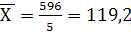 X̅ = 596/5 = 119,2